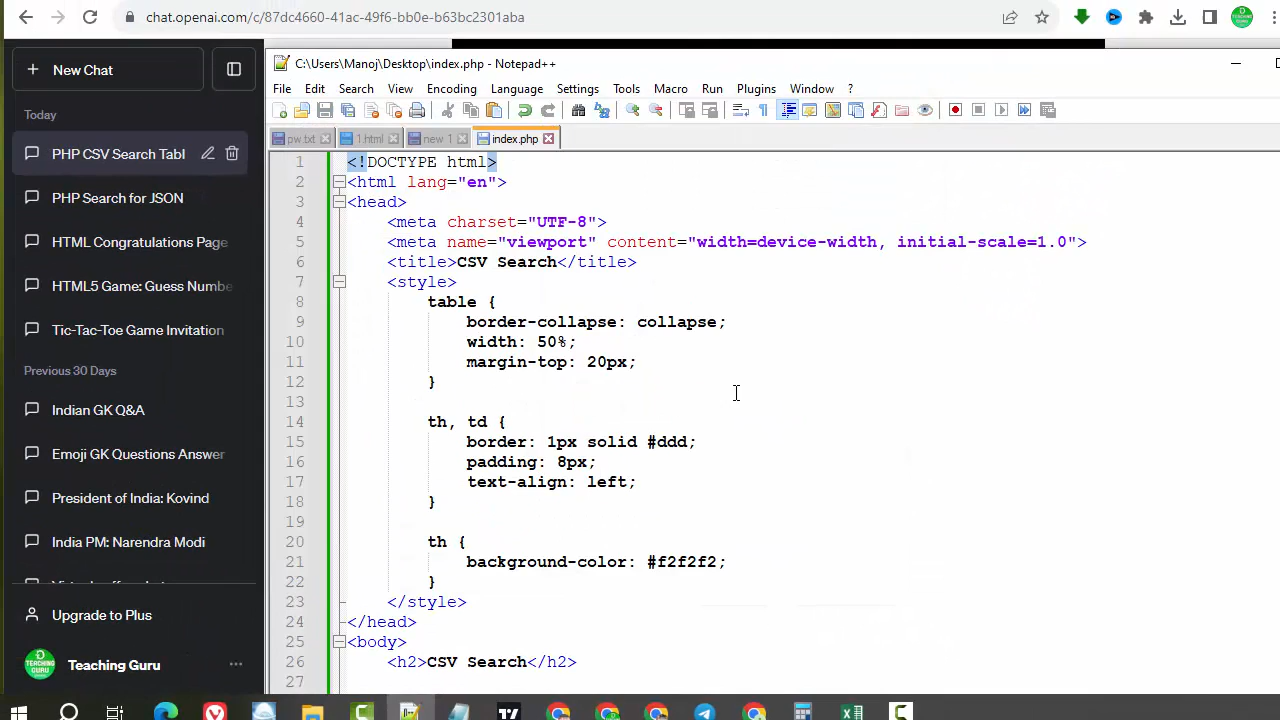 chat.openai.com/c/87dc4660-41ac-49f6-bb0e-b63bc2301aba
New Chat
Today
PHP CSV Search Tabl
PHP Search for JSON
HTML Congratulations Page
HTML5 Game: Guess Numbe
Tic-Tac-Toe Game Invitation
Previous 30 Days
Indian GK Q&A
Emoji GK Questions Answer
President of India: Kovind
India PM: Narendra Modi
Upgrade to Plus
Teaching Guru
C:\Users\Manoj\Desktop\index.php - Notepad++
File Edit Search View Encoding Language Settings Tools Macro Run Plugins Window ?
pw.txt 1.html new 1 index.php
1 <!DOCTYPE html>
2 <html lang="en">
3 <head>
4 <meta charset="UTF-8">
5 <meta name="viewport" content="width=device-width, initial-scale=1.0">
6 <title>CSV Search</title>
7 <style>
8 table {
9 border-collapse: collapse;
10 width: 50%;
11 margin-top: 20px;
12 }
13
14 th, td {
15 border: 1px solid #ddd;
16 padding: 8px;
17 text-align: left;
18 }
19
20 th {
21 background-color: #f2f2f2;
22 }
23 </style>
24 </head>
25 <body>
26 <h2>CSV Search</h2>
27